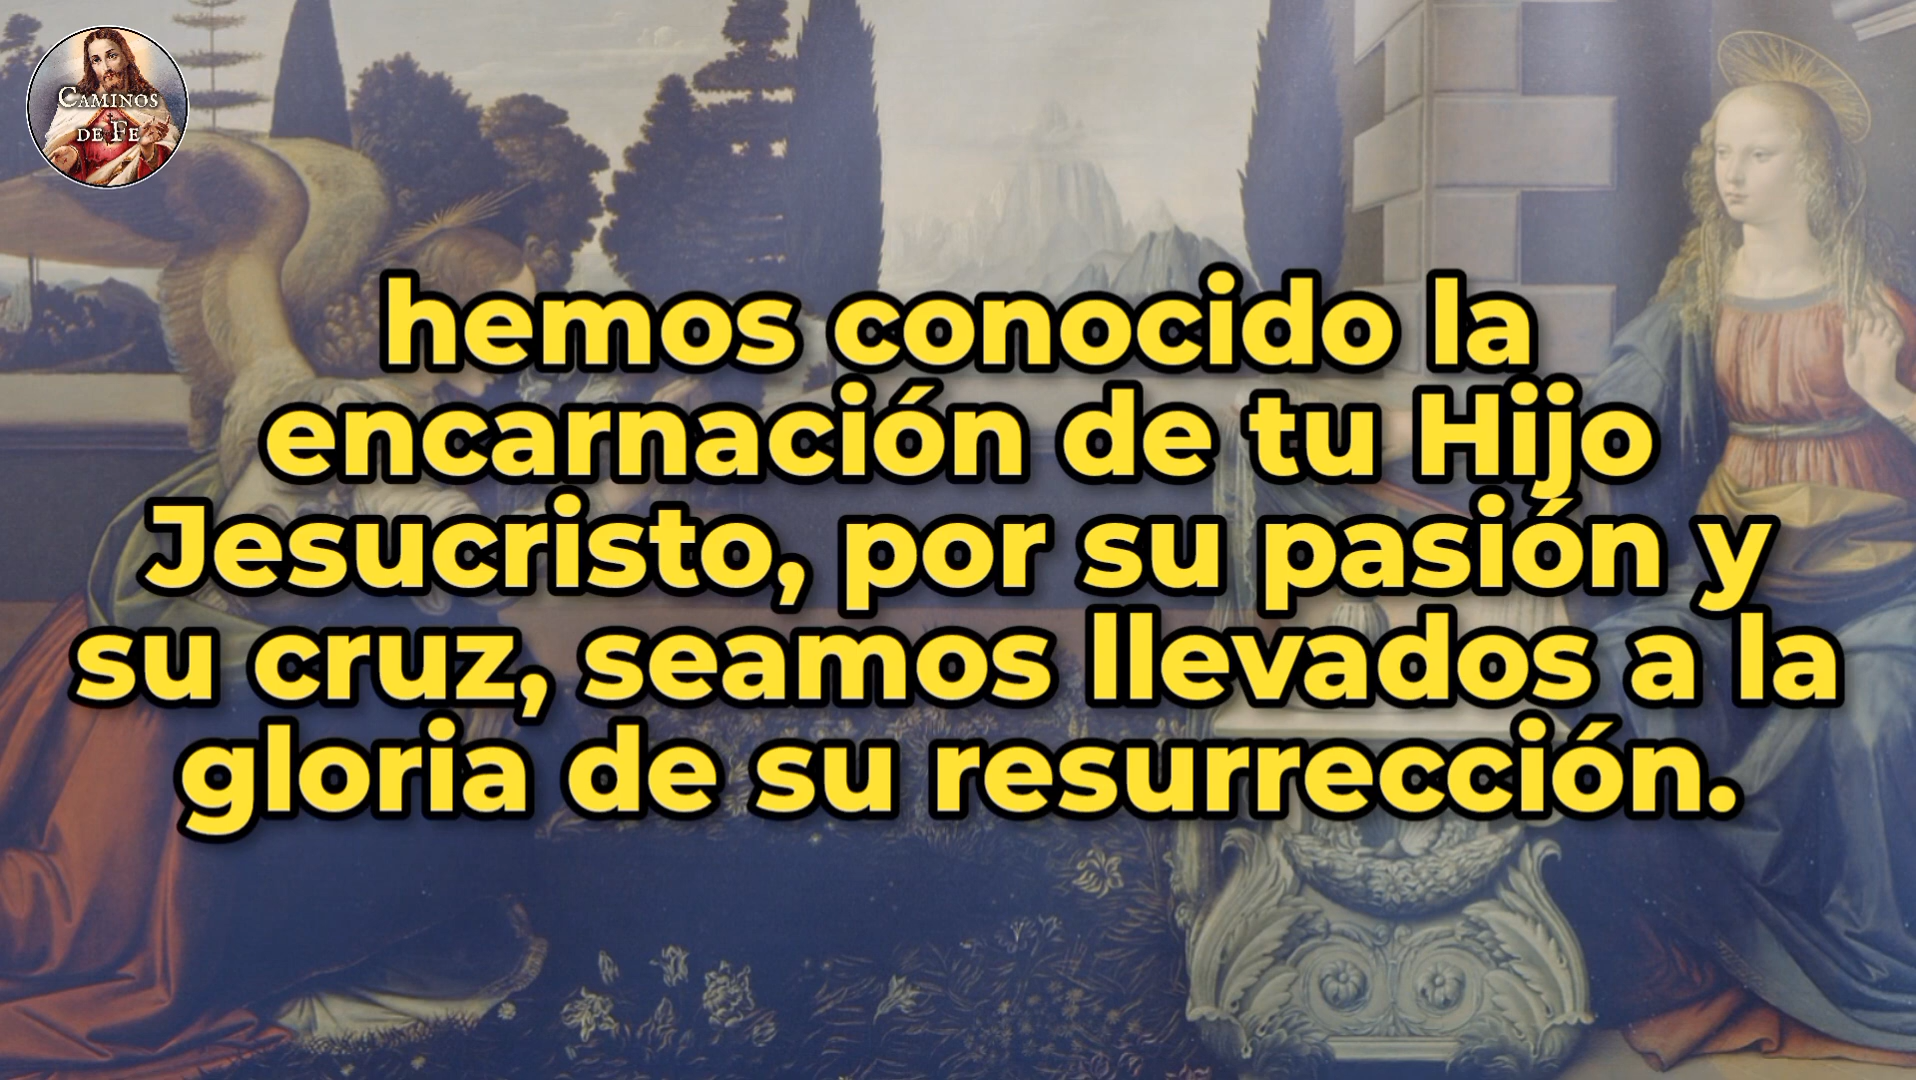 CAMINOS
DE FE
hemos conocido la
encarnación de tu Hijo
Jesucristo, por su pasión y
su cruz, seamos llevados a la
gloria de su resurrección.